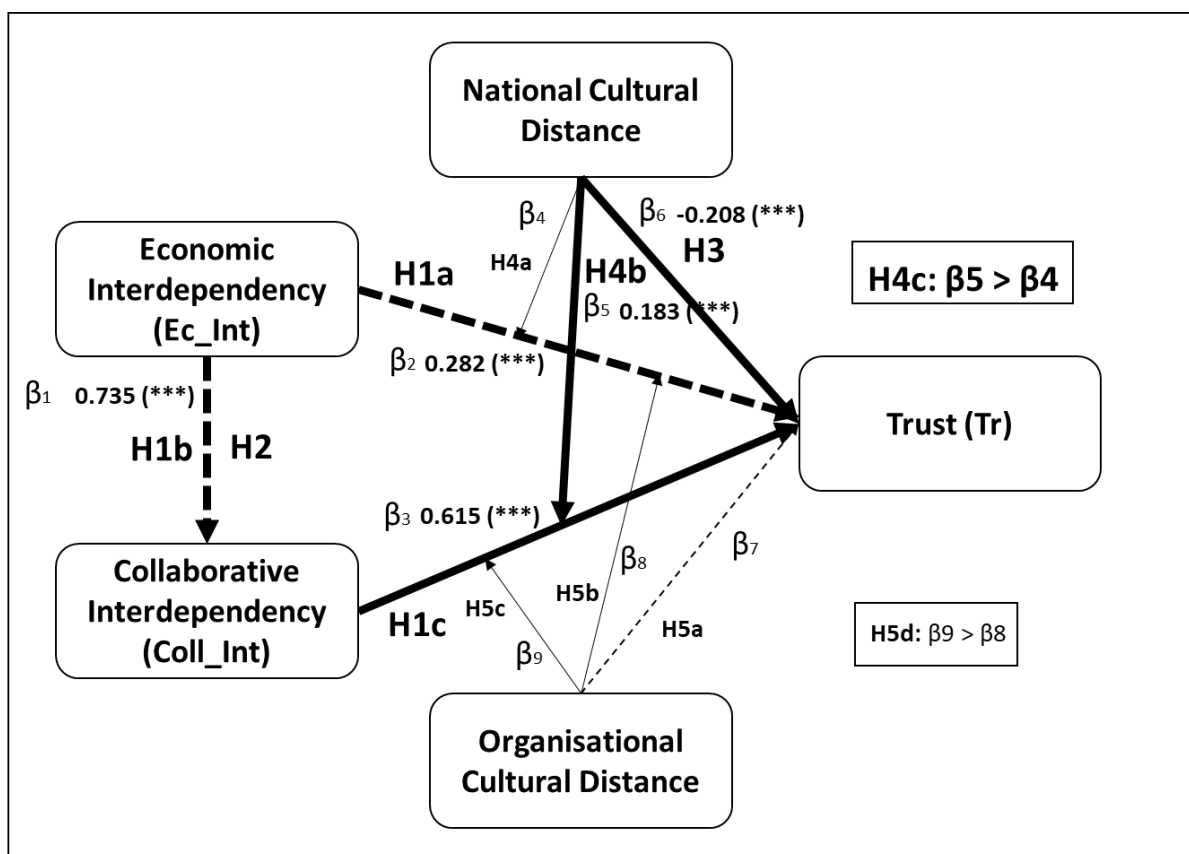 National Cultural
Distance
β4
β6 -0.208 (***)
H3
H4a
H4b
Economic
Interdependency
(Ec_Int)
H1a
H4c: β5 > β4
β5 0.183 (***)
β2 0.282 (***)
β1 0.735 (***)
H1b
H2
Trust (Tr)
β3 0.615 (***)
Collaborative
Interdependency
(Coll_Int)
H1c
H5c
β9
H5b
β8
H5a
β7
H5d: β9 > β8
Organisational
Cultural Distance